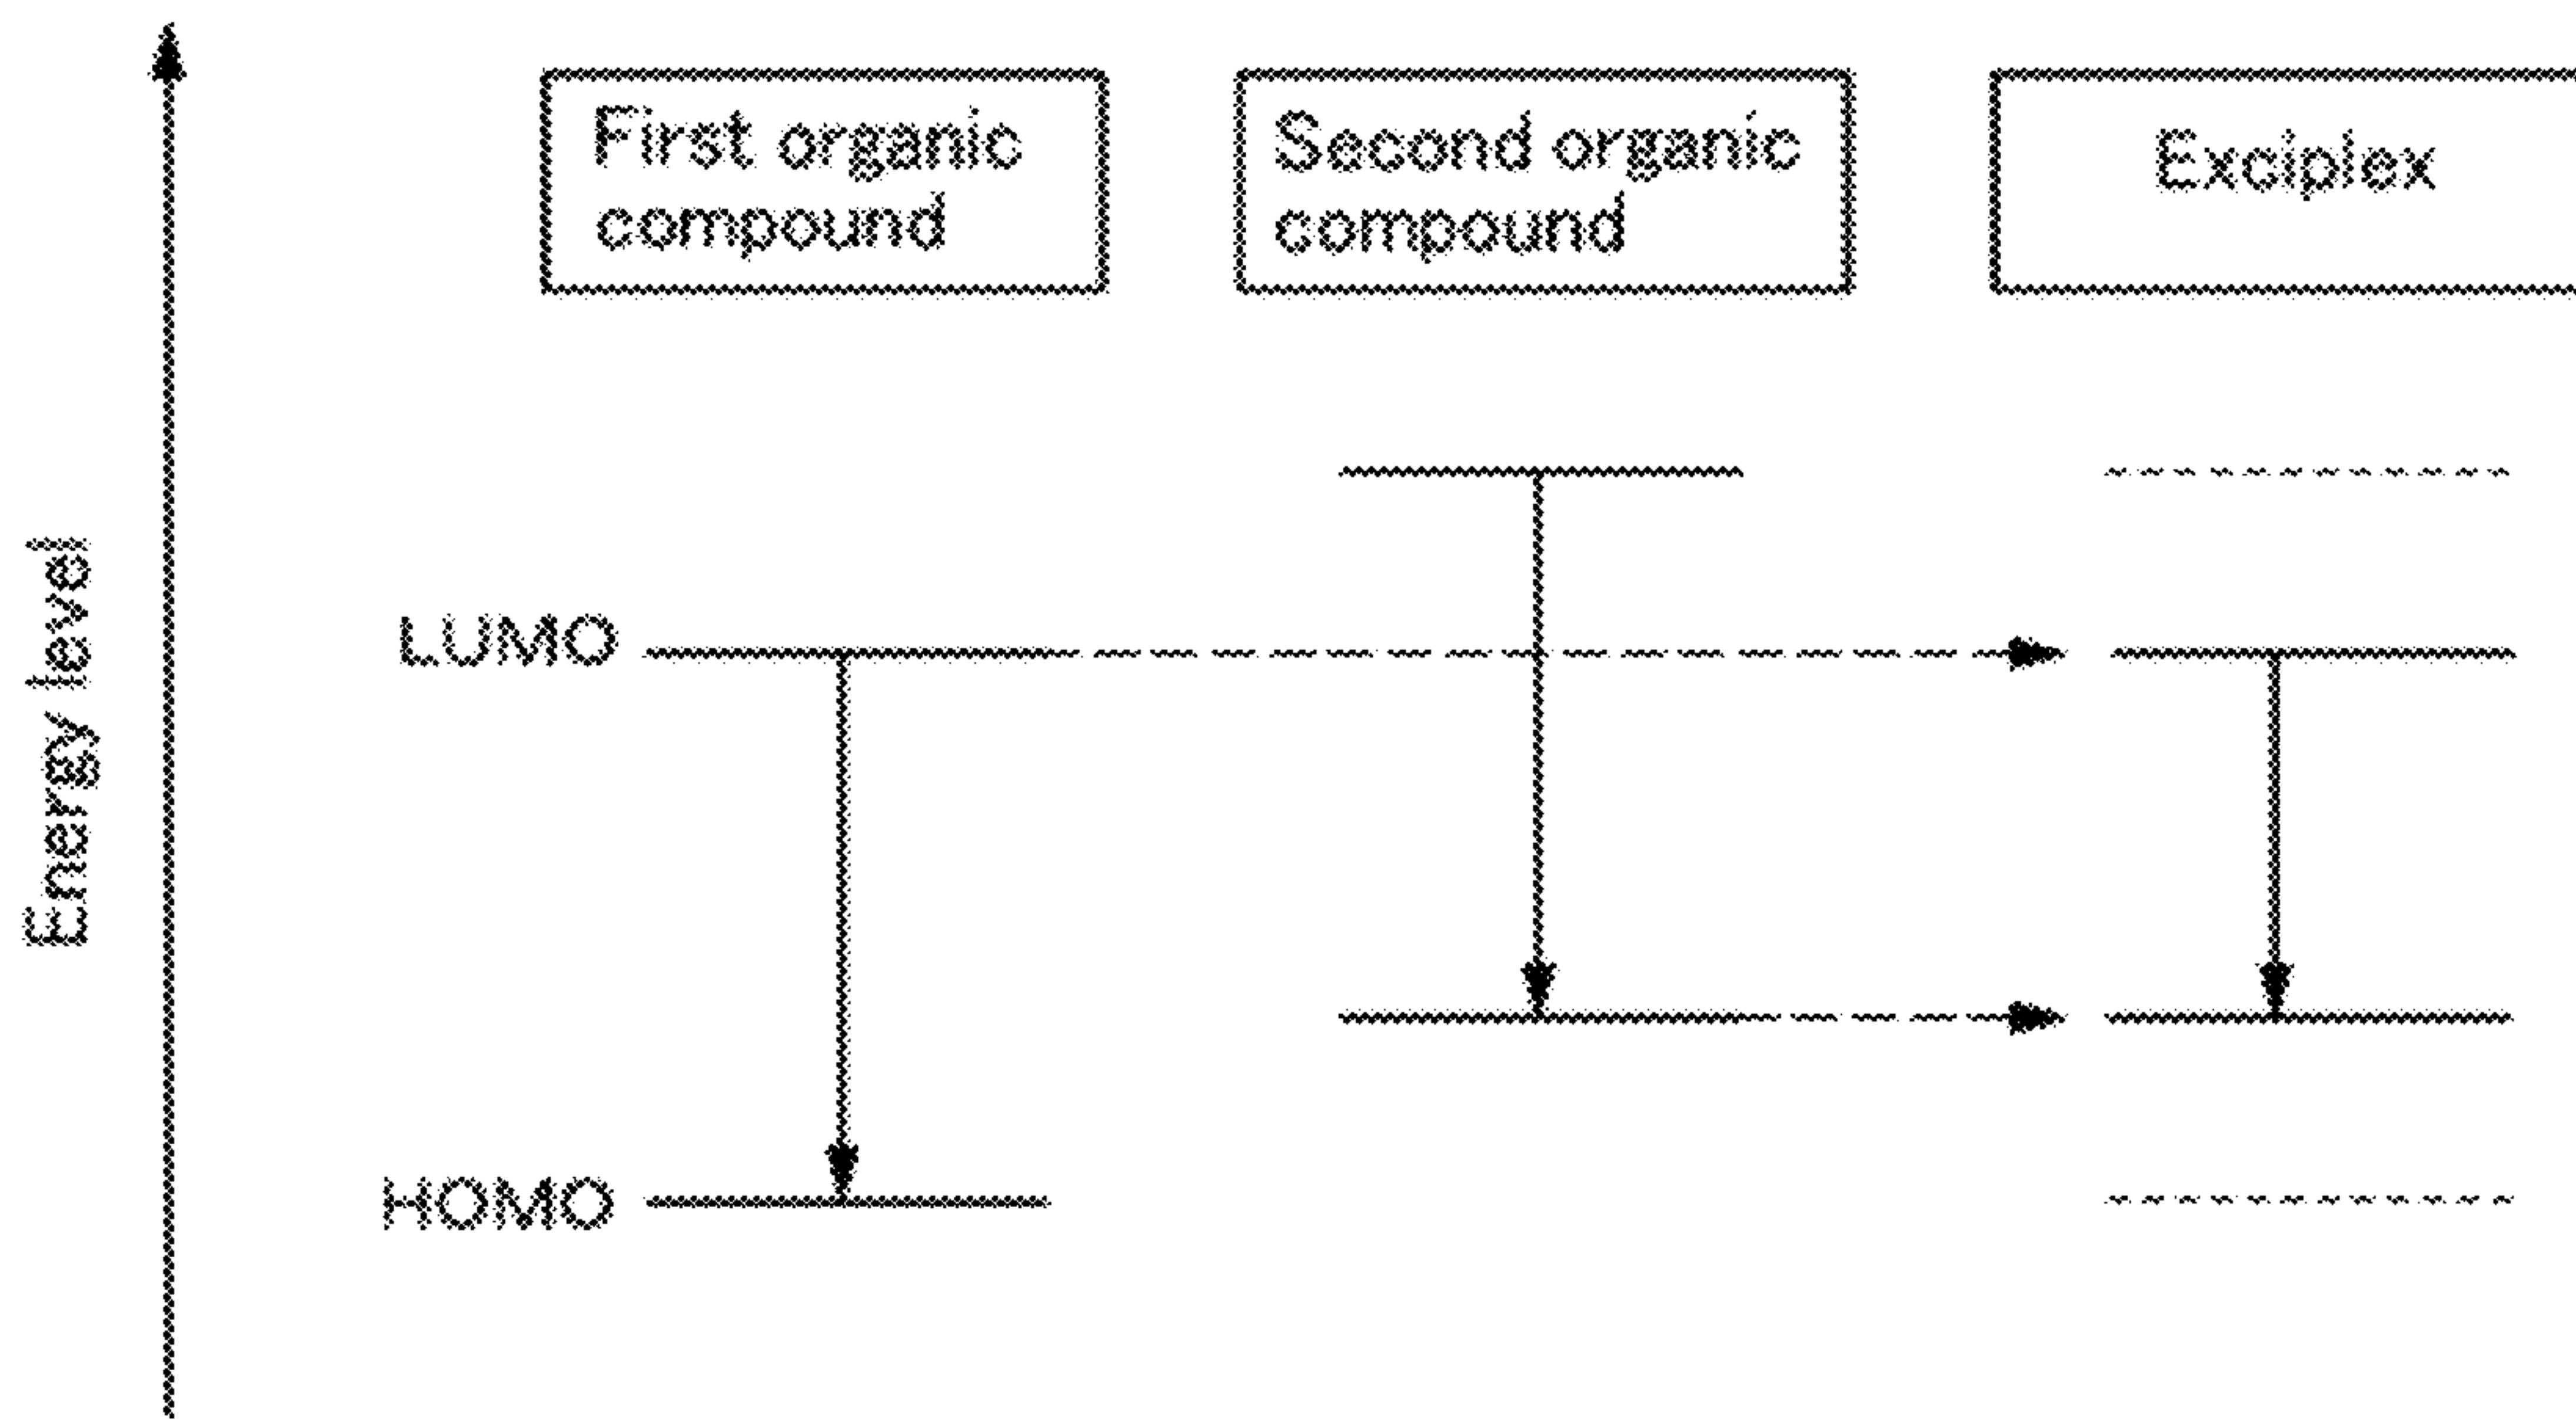 First organic
compound
Second organic
compound
Exciplex
Energy level
LUMO
HOMO